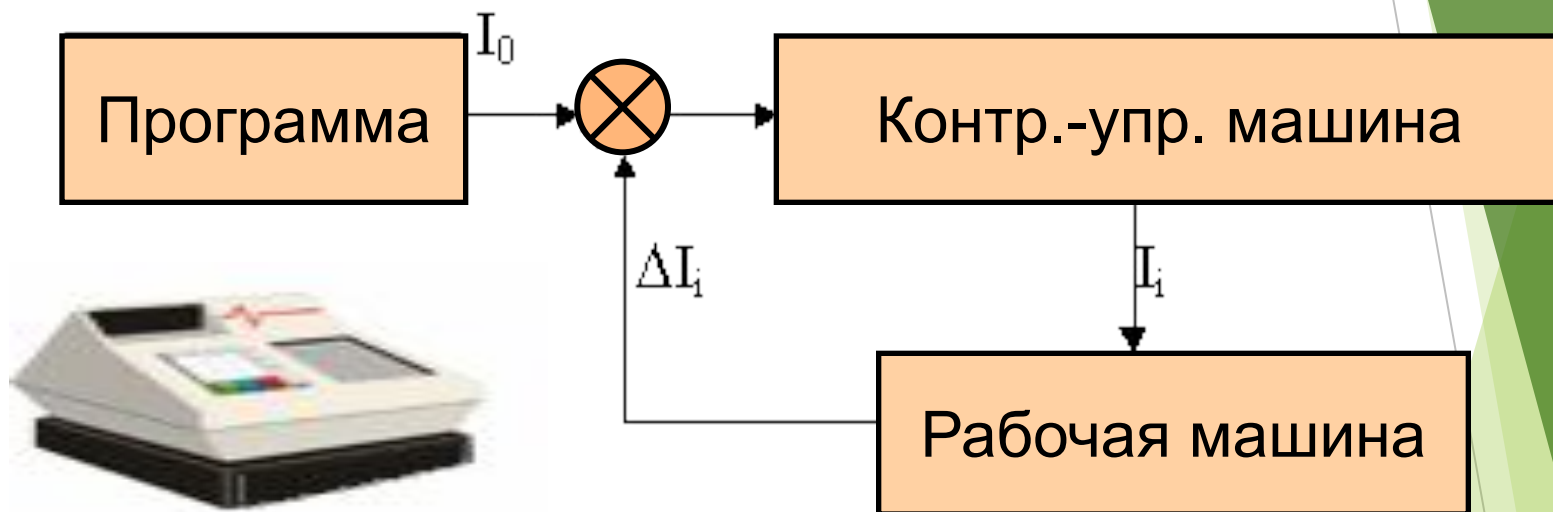 I₀
Программа
Контр.-упр. машина
ΔIᵢ
Iᵢ
Рабочая машина